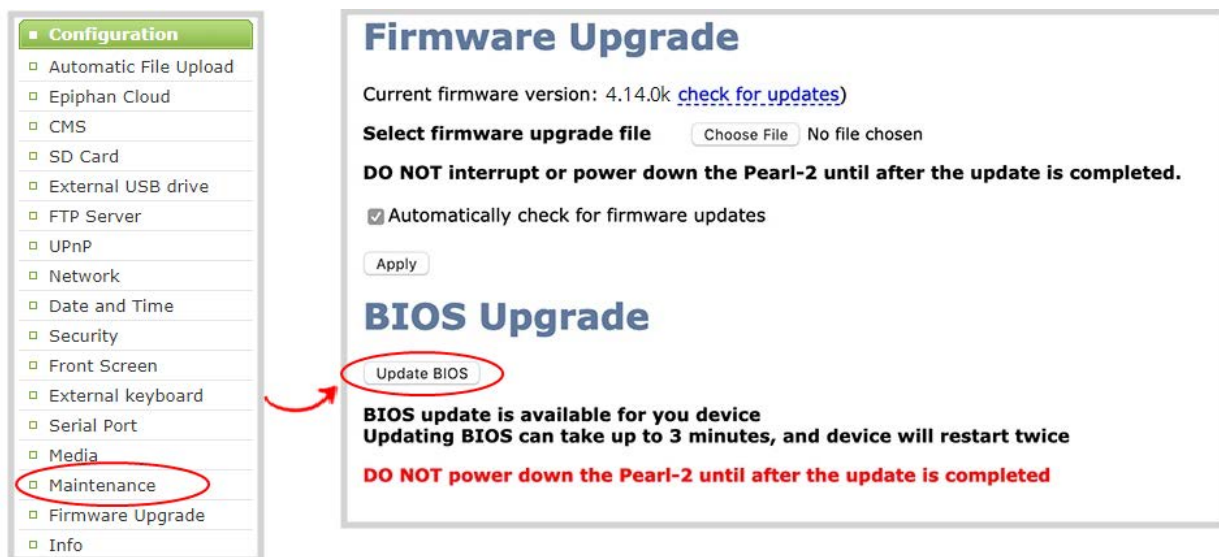 Configuration
Automatic File Upload
Epiphan Cloud
CMS
SD Card
External USB drive
FTP Server
UPnP
Network
Date and Time
Security
Front Screen
External keyboard
Serial Port
Media
Maintenance
Firmware Upgrade
Info
Firmware Upgrade
Current firmware version: 4.14.0k check for updates)
Select firmware upgrade file Choose File No file chosen
DO NOT interrupt or power down the Pearl-2 until after the update is completed.
Automatically check for firmware updates
Apply
BIOS Upgrade
Update BIOS
BIOS update is available for you device
Updating BIOS can take up to 3 minutes, and device will restart twice
DO NOT power down the Pearl-2 until after the update is completed